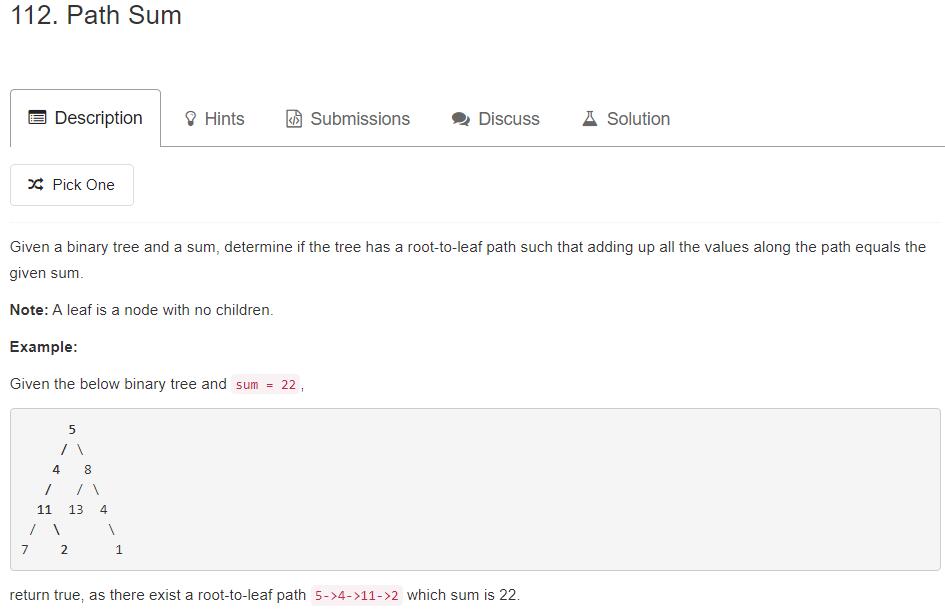 112. Path Sum
Description Hints Submissions Discuss Solution
Pick One
Given a binary tree and a sum, determine if the tree has a root-to-leaf path such that adding up all the values along the path equals the
given sum.
Note: A leaf is a node with no children.
Example:
Given the below binary tree and sum = 22,
      5
     / \
    4   8
   /   / \
  11  13  4
 /  \      \
7    2      1
return true, as there exist a root-to-leaf path 5->4->11->2 which sum is 22.